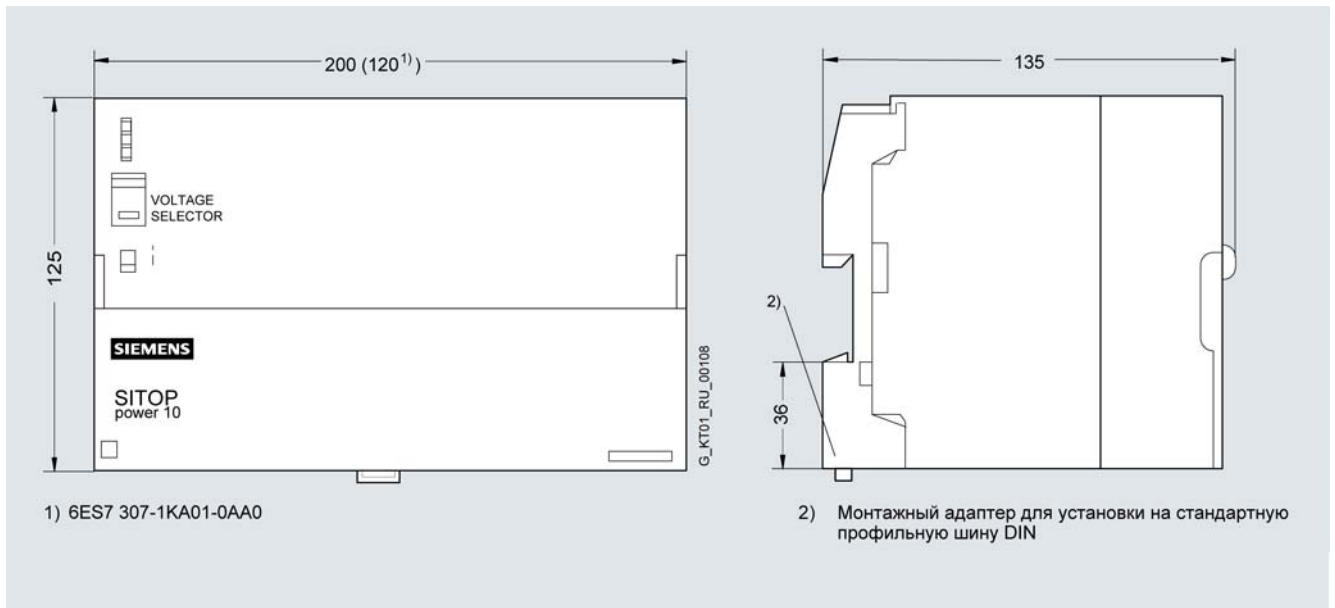 200 (120¹⁾)
125
VOLTAGE
SELECTOR
SIEMENS
SITOP
power 10
G_KT01_RU_00108
1) 6ES7 307-1KA01-0AA0
135
2)
36
2) Монтажный адаптер для установки на стандартную
профильную шину DIN